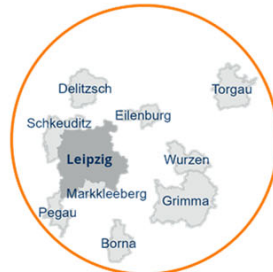 Delitzsch
Torgau
Eilenburg
Schkeuditz
Leipzig
Wurzen
Markkleeberg
Grimma
Pegau
Borna